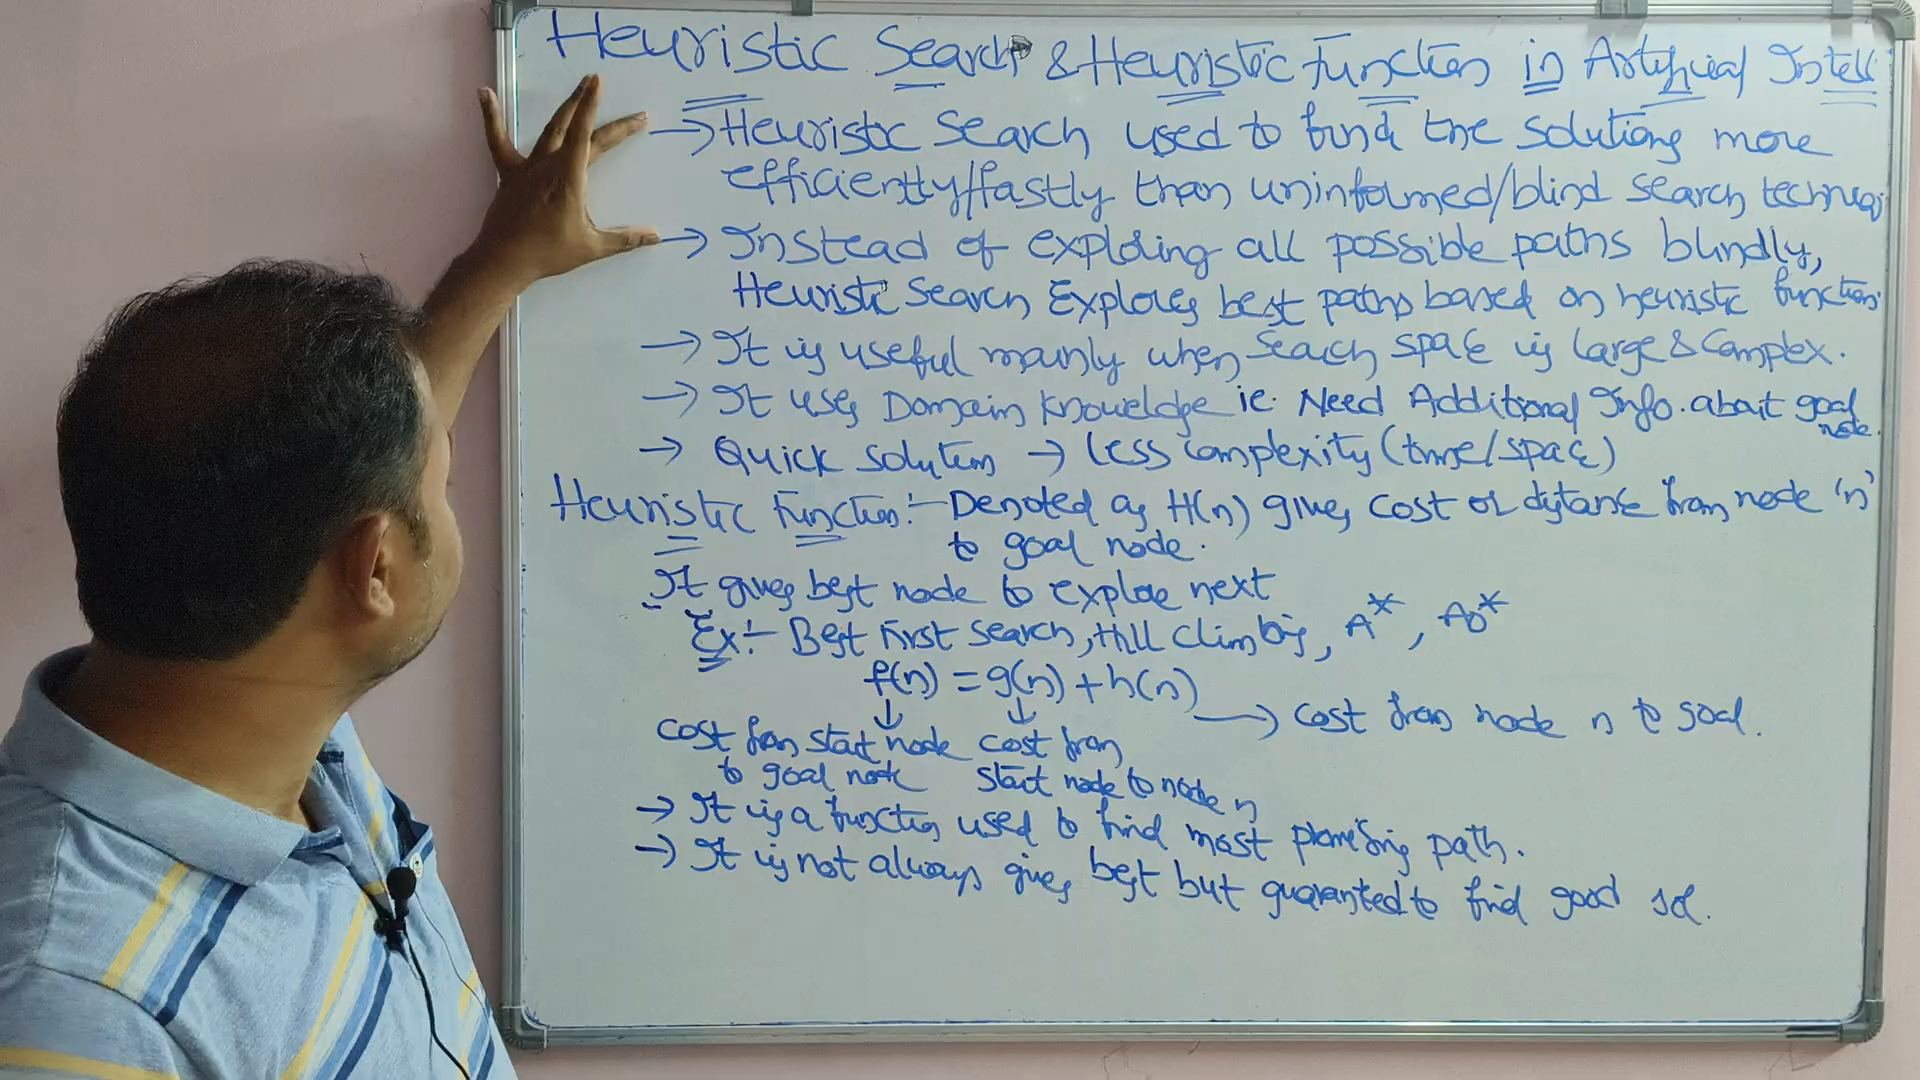 Heuristic Search & Heuristic Function in Artificial Intell
→ Heuristic Search used to find the solutions more
efficiently/fastly than uninformed/blind search techniq
→ Instead of exploring all possible paths blindly,
Heuristic Search Explores best paths based on heuristic function.
→ It is useful mainly when search space is large & complex.
→ It uses Domain knoweldge ie. Need Additional Info. about goal node.
→ Quick solution → less complexity (time/space)
Heuristic Function:- Denoted as H(n) gives cost or distance from node 'n'
to goal node.
It gives best node to explore next
Ex:- Best First Search, Hill Climbing, A*, AO*
f(n) = g(n) + h(n)
→ cost from node n to goal.
cost from start node to goal node
cost from start node to node n
→ It is a function used to find most promising path.
→ It is not always gives best but guaranted to find good sol.